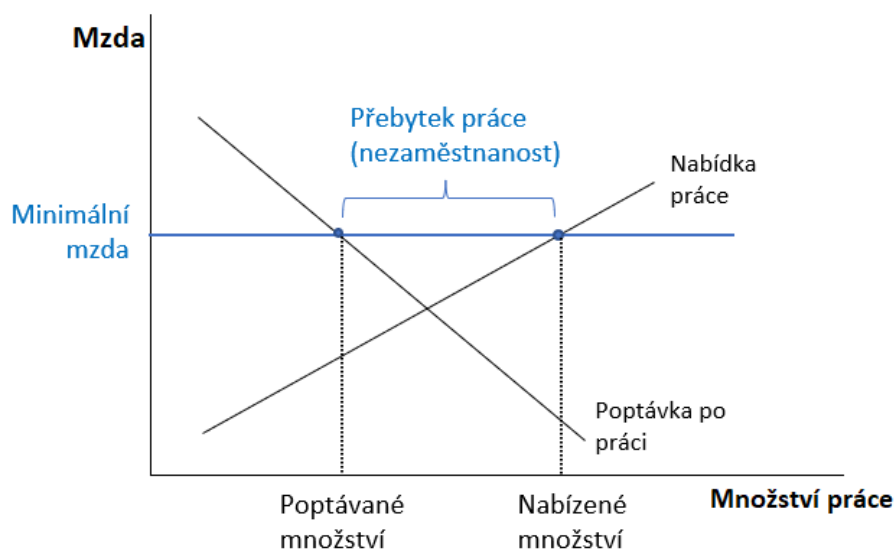 Mzda
Přebytek práce
(nezaměstnanost)
Nabídka
práce
Minimální
mzda
Poptávka po
práci
Poptávané
množství
Nabízené
množství
Množství práce